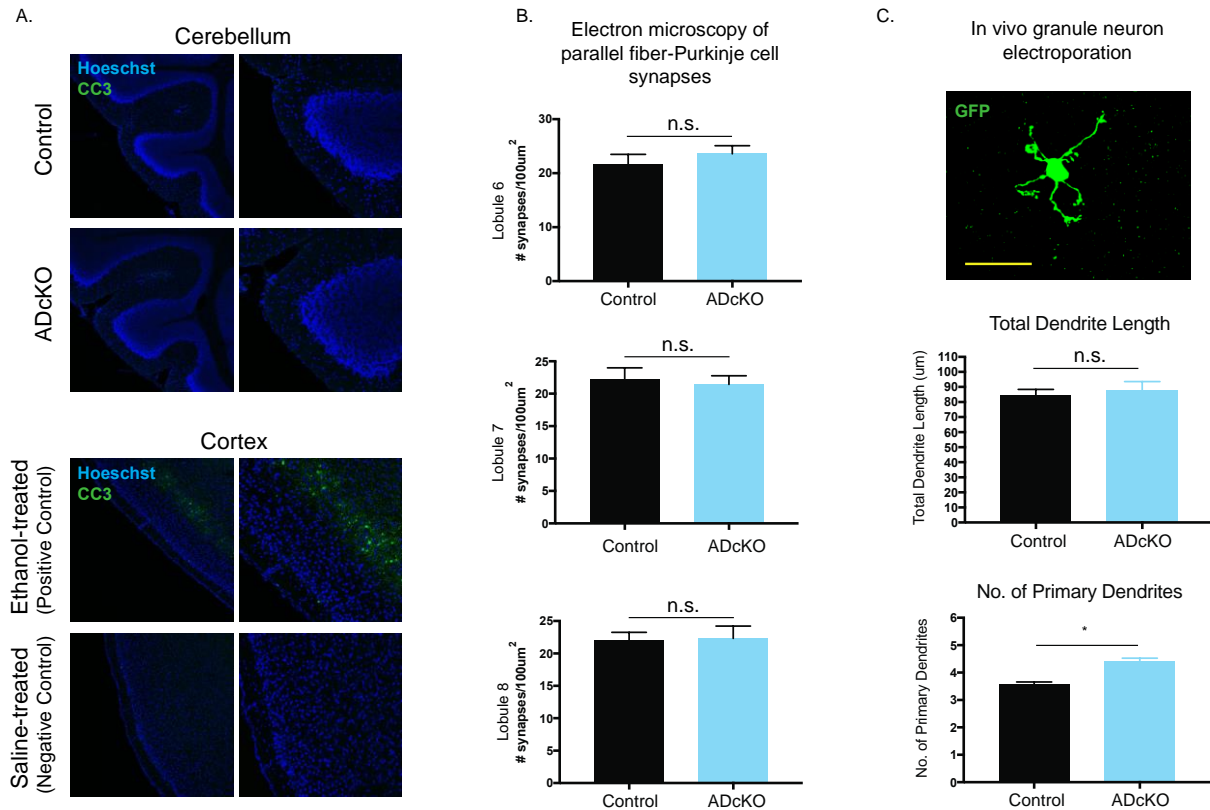 A.
Cerebellum
Hoeschst
CC3
Control
ADcKO
Cortex
Hoeschst
CC3
Ethanol-treated
(Positive Control)
Saline-treated
(Negative Control)
B.
Electron microscopy of
parallel fiber-Purkinje cell
synapses
n.s.
30
20
10
0
Lobule 6
# synapses/100um²
Control
ADcKO
n.s.
25
20
15
10
5
0
Lobule 7
# synapses/100um²
Control
ADcKO
n.s.
25
20
15
10
5
0
Lobule 8
# synapses/100um²
Control
ADcKO
C.
In vivo granule neuron
electroporation
GFP
Total Dendrite Length
n.s.
110
100
90
80
70
60
50
40
30
20
10
0
Total Dendrite Length (um)
Control
ADcKO
No. of Primary Dendrites
*
6
5
4
3
2
1
0
No. of Primary Dendrites
Control
ADcKO